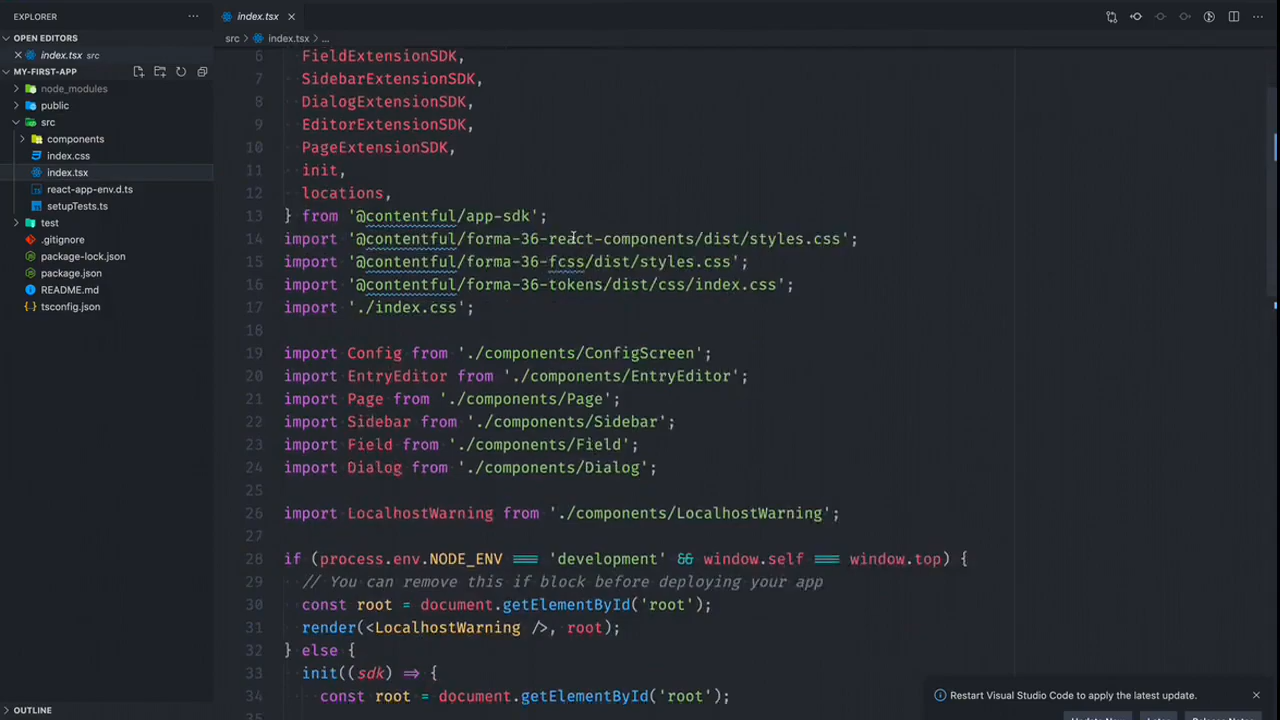 EXPLORER
index.tsx
OPEN EDITORS
index.tsx src
MY-FIRST-APP
node_modules
public
src
components
index.css
index.tsx
react-app-env.d.ts
setupTests.ts
test
.gitignore
package-lock.json
package.json
README.md
tsconfig.json
OUTLINE
src > index.tsx > ...
6 FieldExtensionSDK,
7 SidebarExtensionSDK,
8 DialogExtensionSDK,
9 EditorExtensionSDK,
10 PageExtensionSDK,
11 init,
12 locations,
13 } from '@contentful/app-sdk';
14 import '@contentful/forma-36-react-components/dist/styles.css';
15 import '@contentful/forma-36-fcss/dist/styles.css';
16 import '@contentful/forma-36-tokens/dist/css/index.css';
17 import './index.css';
18
19 import Config from './components/ConfigScreen';
20 import EntryEditor from './components/EntryEditor';
21 import Page from './components/Page';
22 import Sidebar from './components/Sidebar';
23 import Field from './components/Field';
24 import Dialog from './components/Dialog';
25
26 import LocalhostWarning from './components/LocalhostWarning';
27
28 if (process.env.NODE_ENV === 'development' && window.self === window.top) {
29 // You can remove this if block before deploying your app
30 const root = document.getElementById('root');
31 render(<LocalhostWarning />, root);
32 } else {
33 init((sdk) => {
34 const root = document.getElementById('root');
Restart Visual Studio Code to apply the latest update.